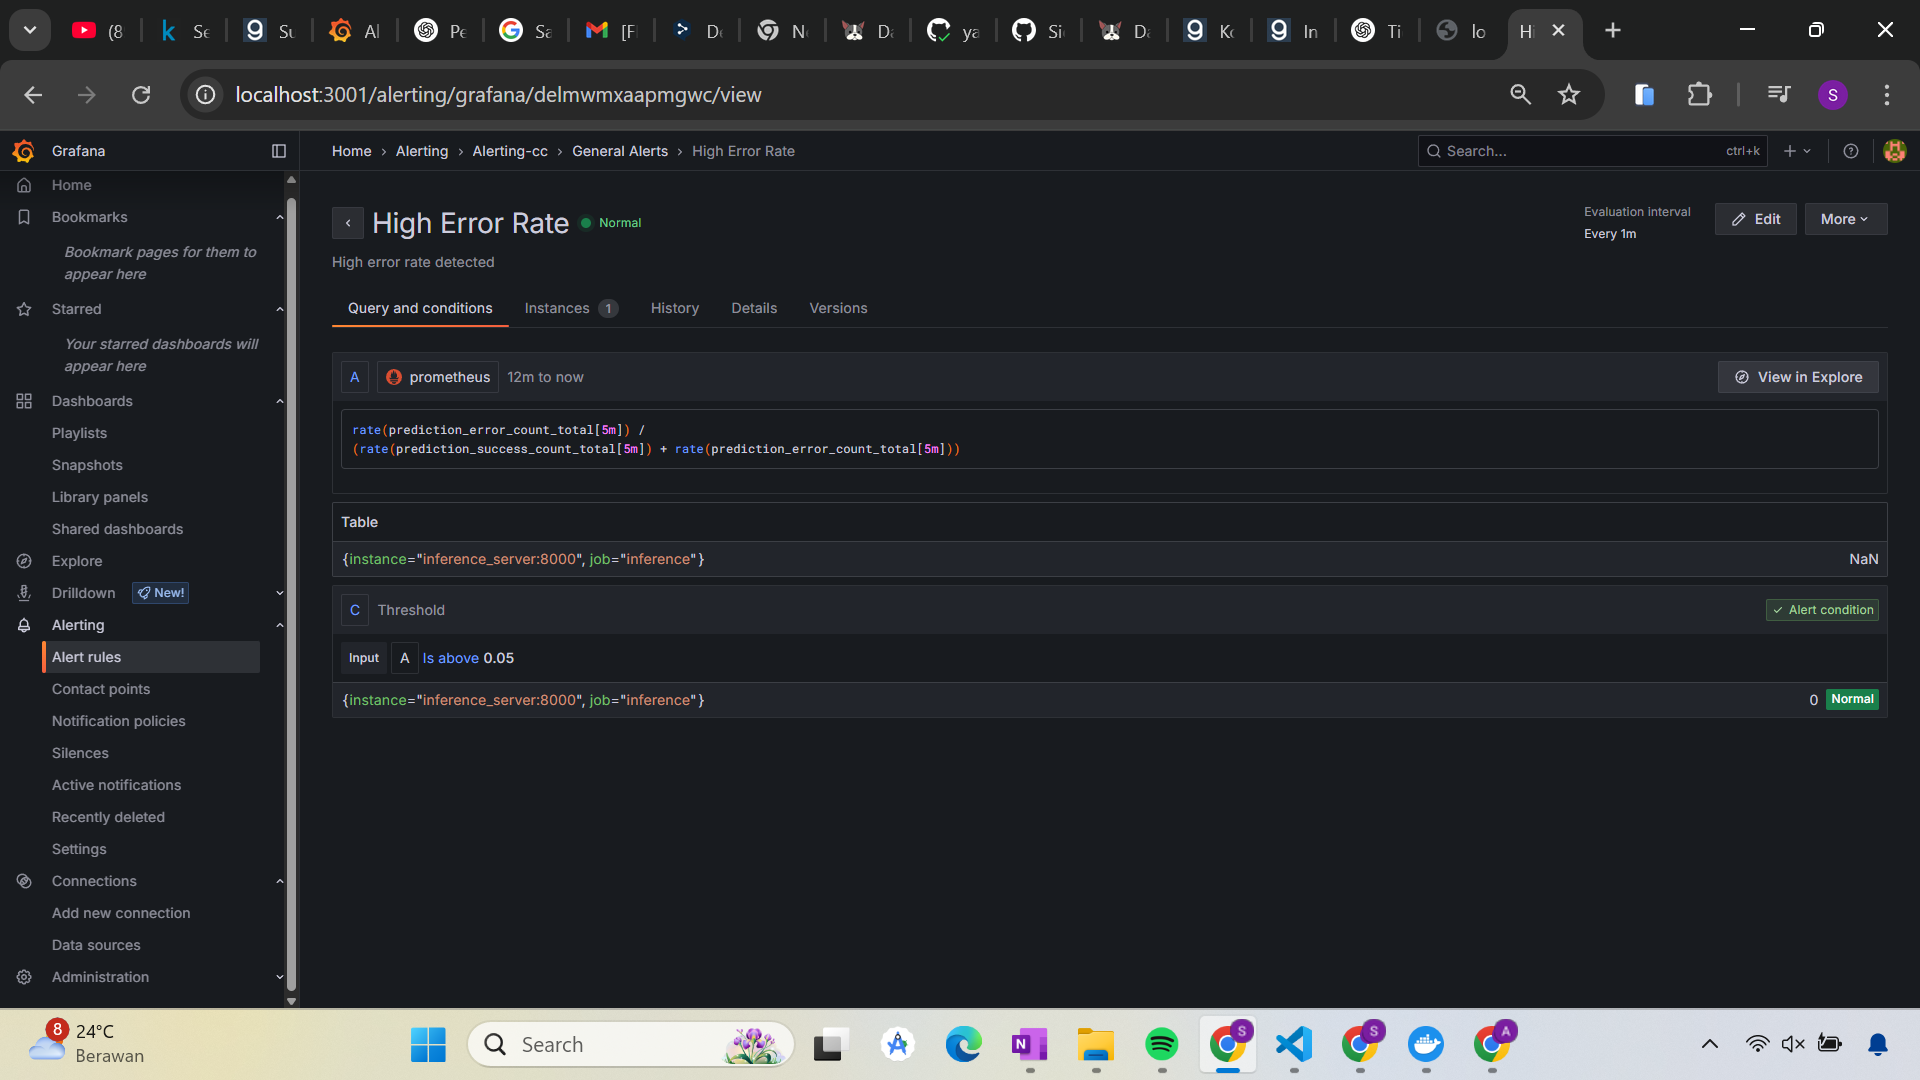 (8
Se
Su
Al
Pe
Sa
[F
De
Ne
Da
ya
Si
Da
Ko
In
Ti
lo
Hi
localhost:3001/alerting/grafana/delmwmxaapmgwc/view
S
Grafana
Home › Alerting › Alerting-cc › General Alerts › High Error Rate
Search... ctrl+k
Home
Bookmarks
Bookmark pages for them to
appear here
Starred
Your starred dashboards will
appear here
Dashboards
Playlists
Snapshots
Library panels
Shared dashboards
Explore
Drilldown New!
Alerting
Alert rules
Contact points
Notification policies
Silences
Active notifications
Recently deleted
Settings
Connections
Add new connection
Data sources
Administration
High Error Rate Normal
Evaluation interval
Every 1m
Edit
More
High error rate detected
Query and conditions Instances 1 History Details Versions
A prometheus 12m to now View in Explore
rate(prediction_error_count_total[5m]) /
(rate(prediction_success_count_total[5m]) + rate(prediction_error_count_total[5m]))
Table
{instance="inference_server:8000", job="inference"} NaN
C Threshold Alert condition
Input A Is above 0.05
{instance="inference_server:8000", job="inference"} 0 Normal
8
24°C
Berawan
Search
N
S
S
A